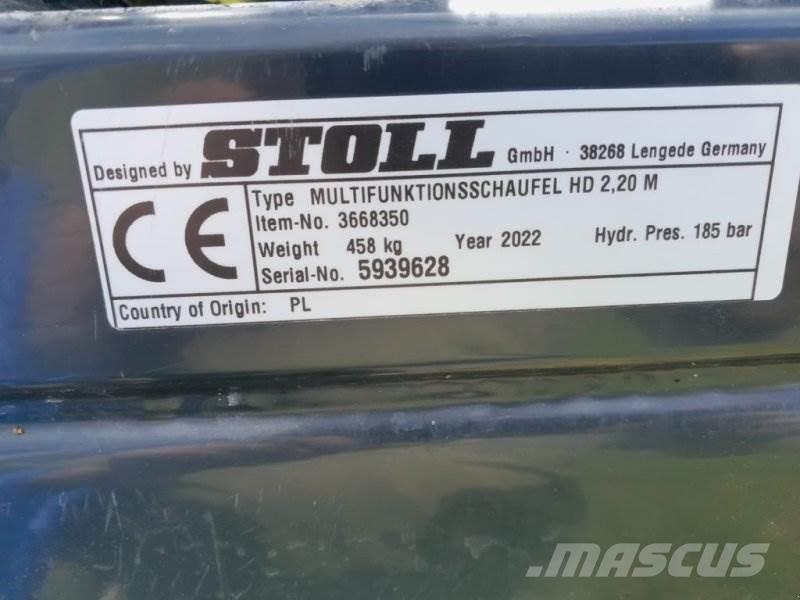 Designed by STOLL GmbH · 38268 Lengede Germany
CE
Type MULTIFUNKTIONSSCHAUFEL HD 2,20 M
Item-No. 3668350
Weight 458 kg Year 2022 Hydr. Pres. 185 bar
Serial-No. 5939628
Country of Origin: PL
MASCUS